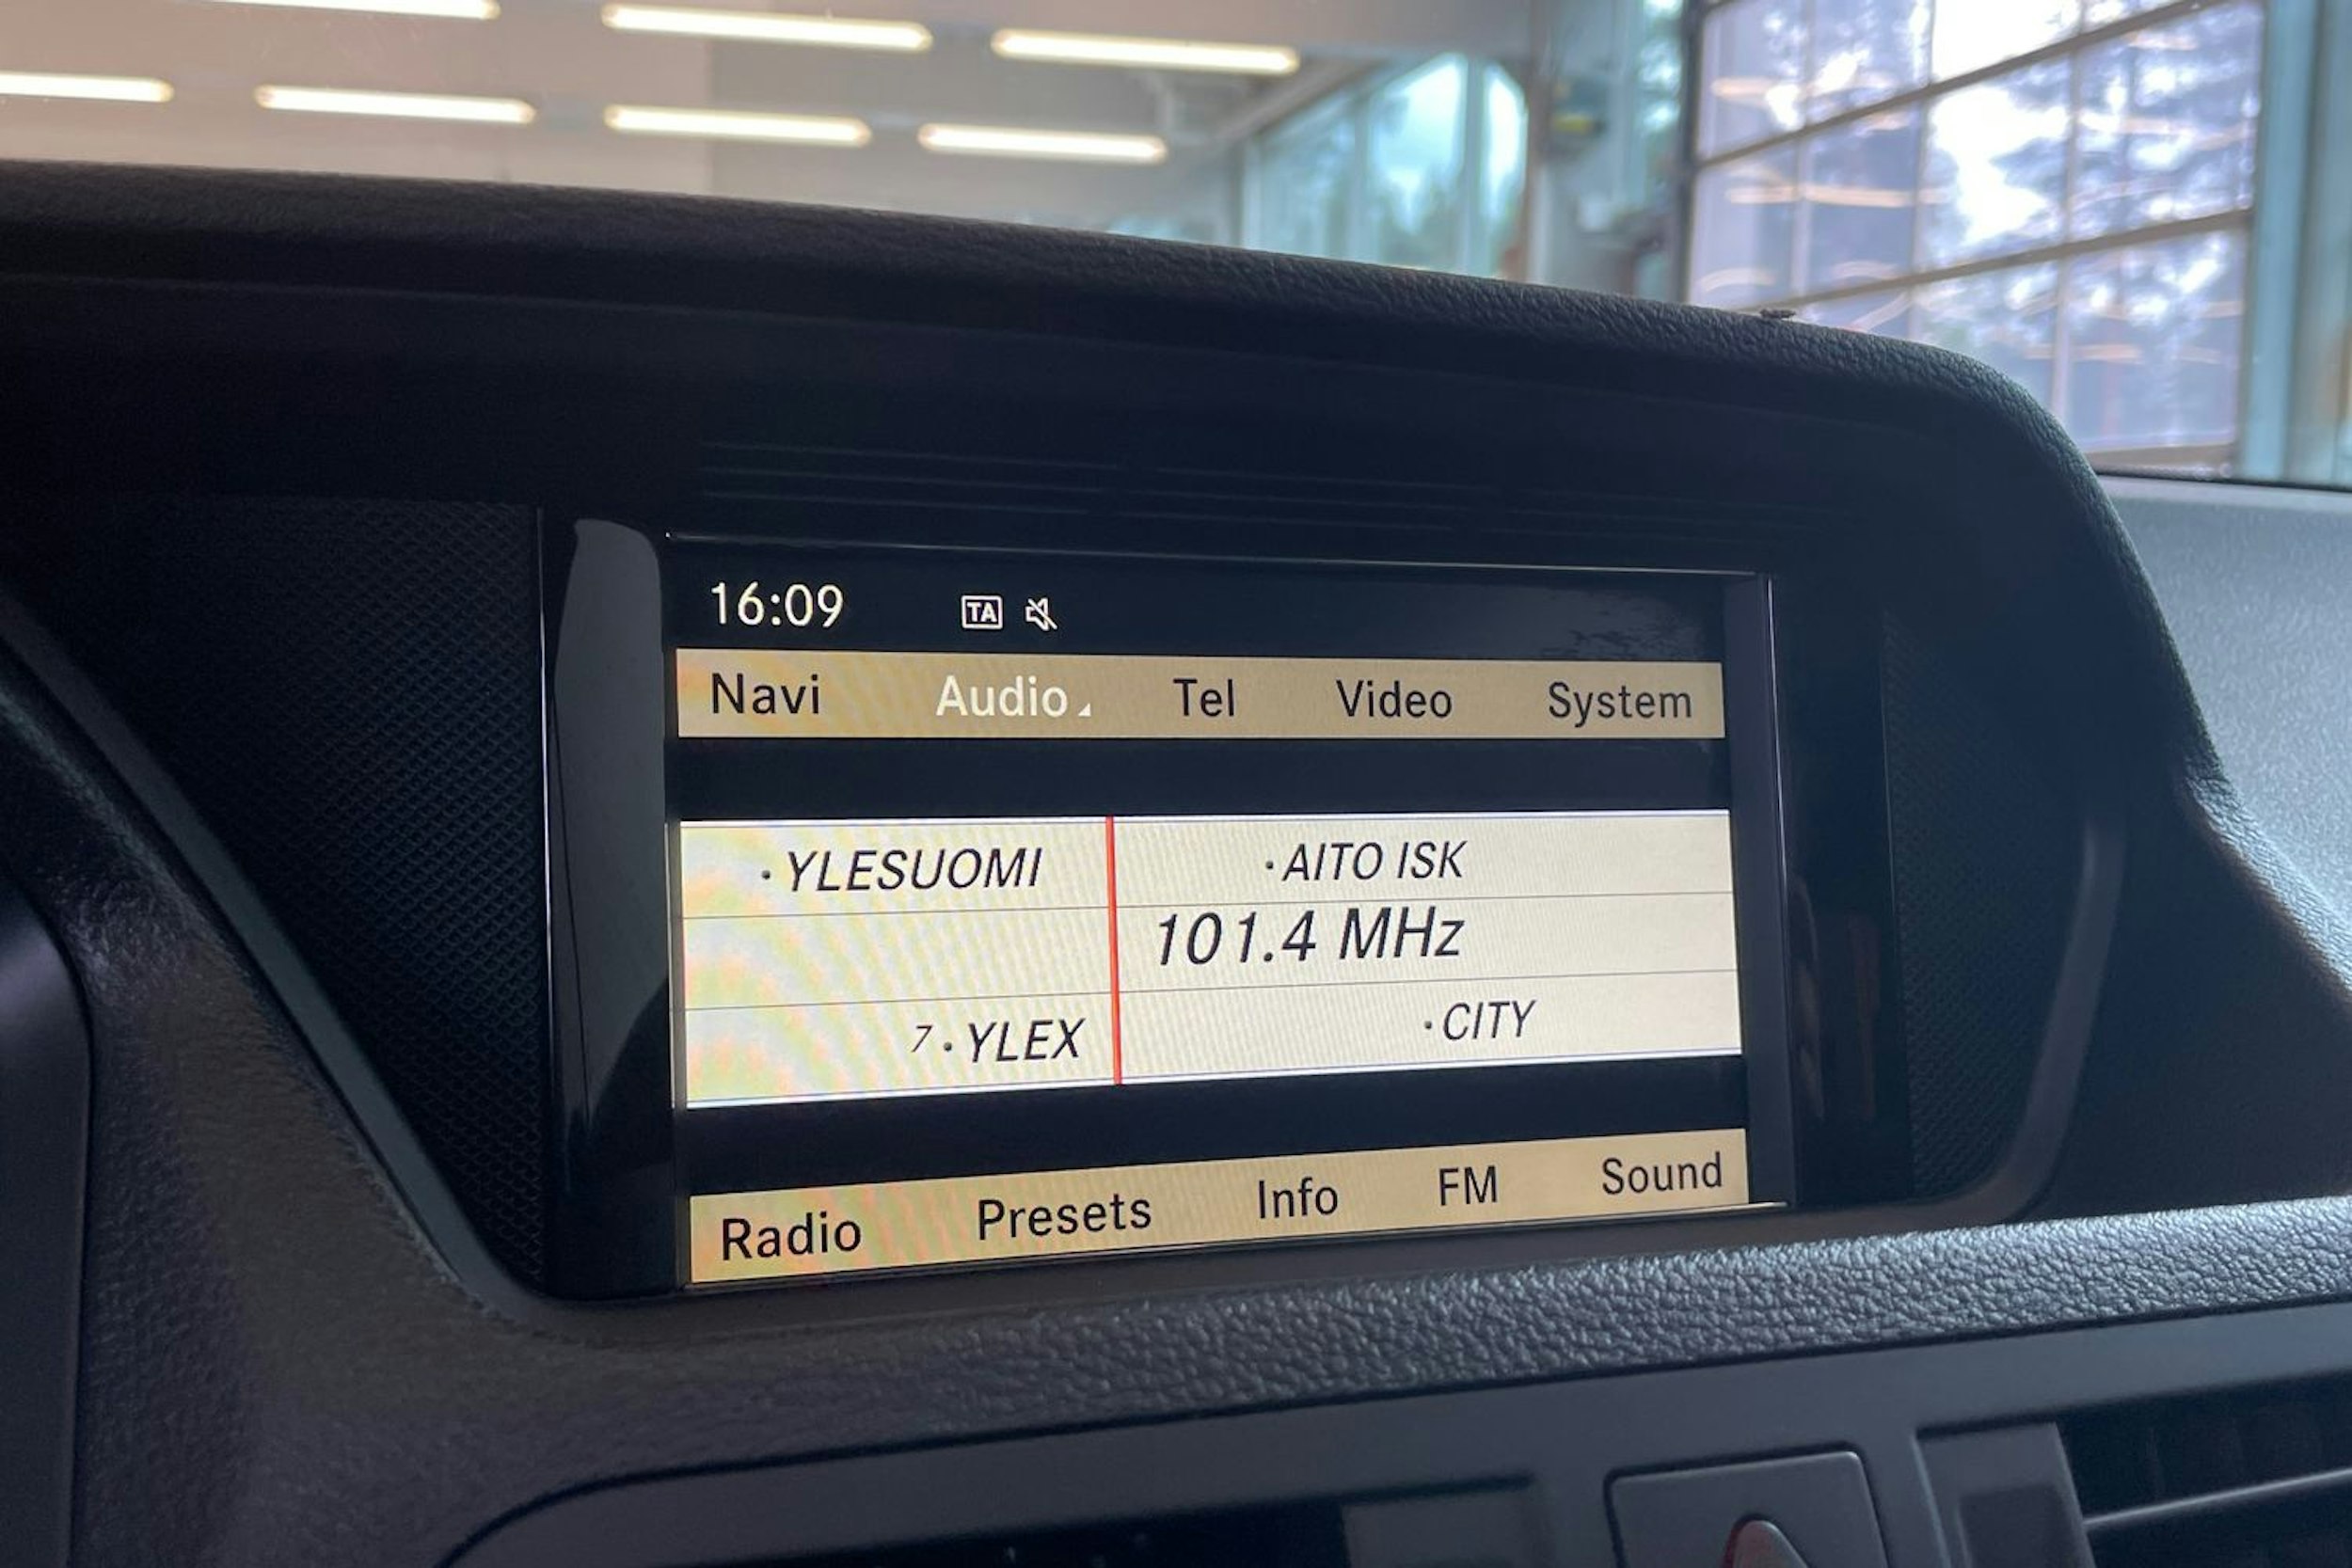 16:09 TA
Navi Audio Tel Video System
·YLESUOMI ·AITO ISK
101.4 MHz
7·YLEX ·CITY
Radio Presets Info FM Sound